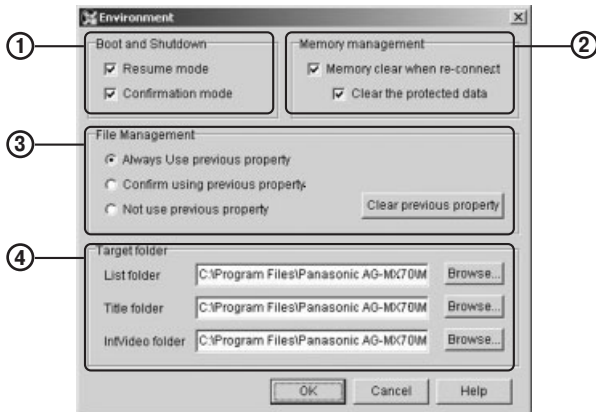 Environment
① Boot and Shutdown
Resume mode
Confirmation mode
Memory management ②
Memory clear when re-connect
Clear the protected data
③ File Management
Always Use previous property
Confirm using previous property
Not use previous property
Clear previous property
④ Target folder
List folder C:\Program Files\Panasonic AG-MX70\M Browse...
Title folder C:\Program Files\Panasonic AG-MX70\M Browse...
IntVideo folder C:\Program Files\Panasonic AG-MX70\M Browse...
OK Cancel Help